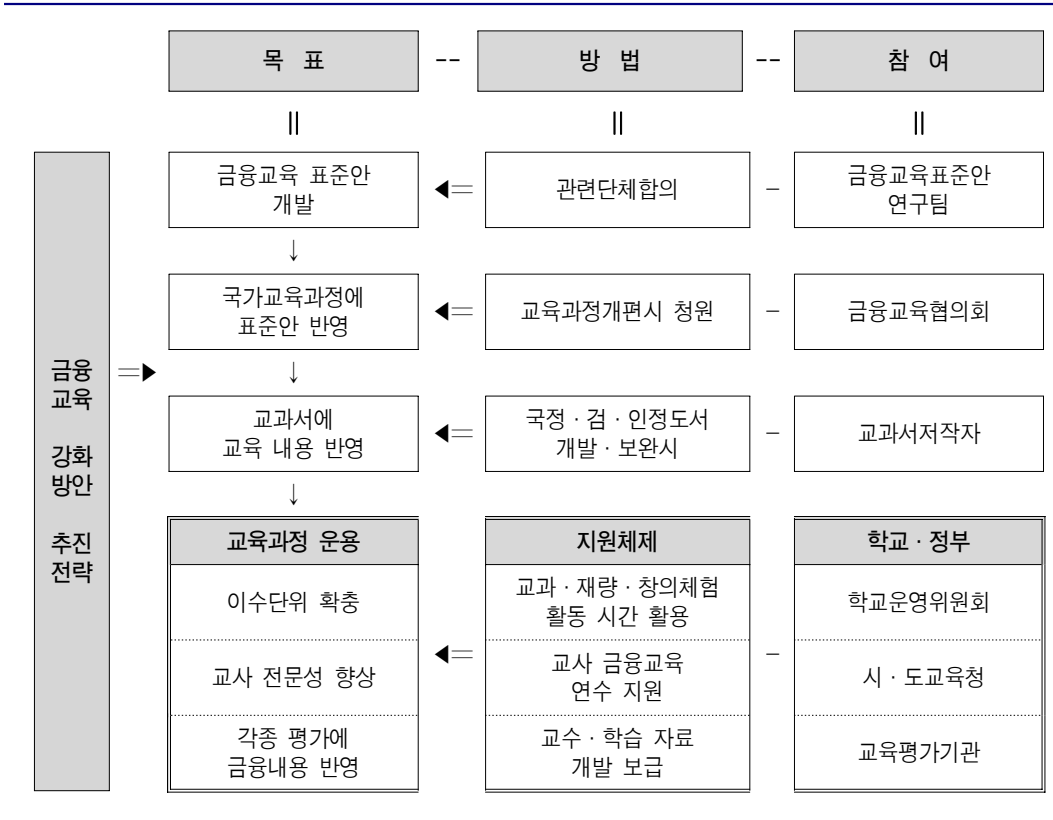 목 표 -- 방 법 -- 참 여
∥ ∥ ∥
금융교육 표준안
개발
◀═
관련단체합의
－
금융교육표준안
연구팀
↓
국가교육과정에
표준안 반영
◀═
교육과정개편시 청원
－
금융교육협의회
금융
교육
강화
방안
추진
전략
═▶
↓
교과서에
교육 내용 반영
◀═
국정·검·인정도서
개발·보완시
－
교과서저작자
↓
교육과정 운용
이수단위 확충
교사 전문성 향상
각종 평가에
금융내용 반영
◀═
지원체제
교과·재량·창의체험
활동 시간 활용
교사 금융교육
연수 지원
교수·학습 자료
개발 보급
－
학교·정부
학교운영위원회
시·도교육청
교육평가기관